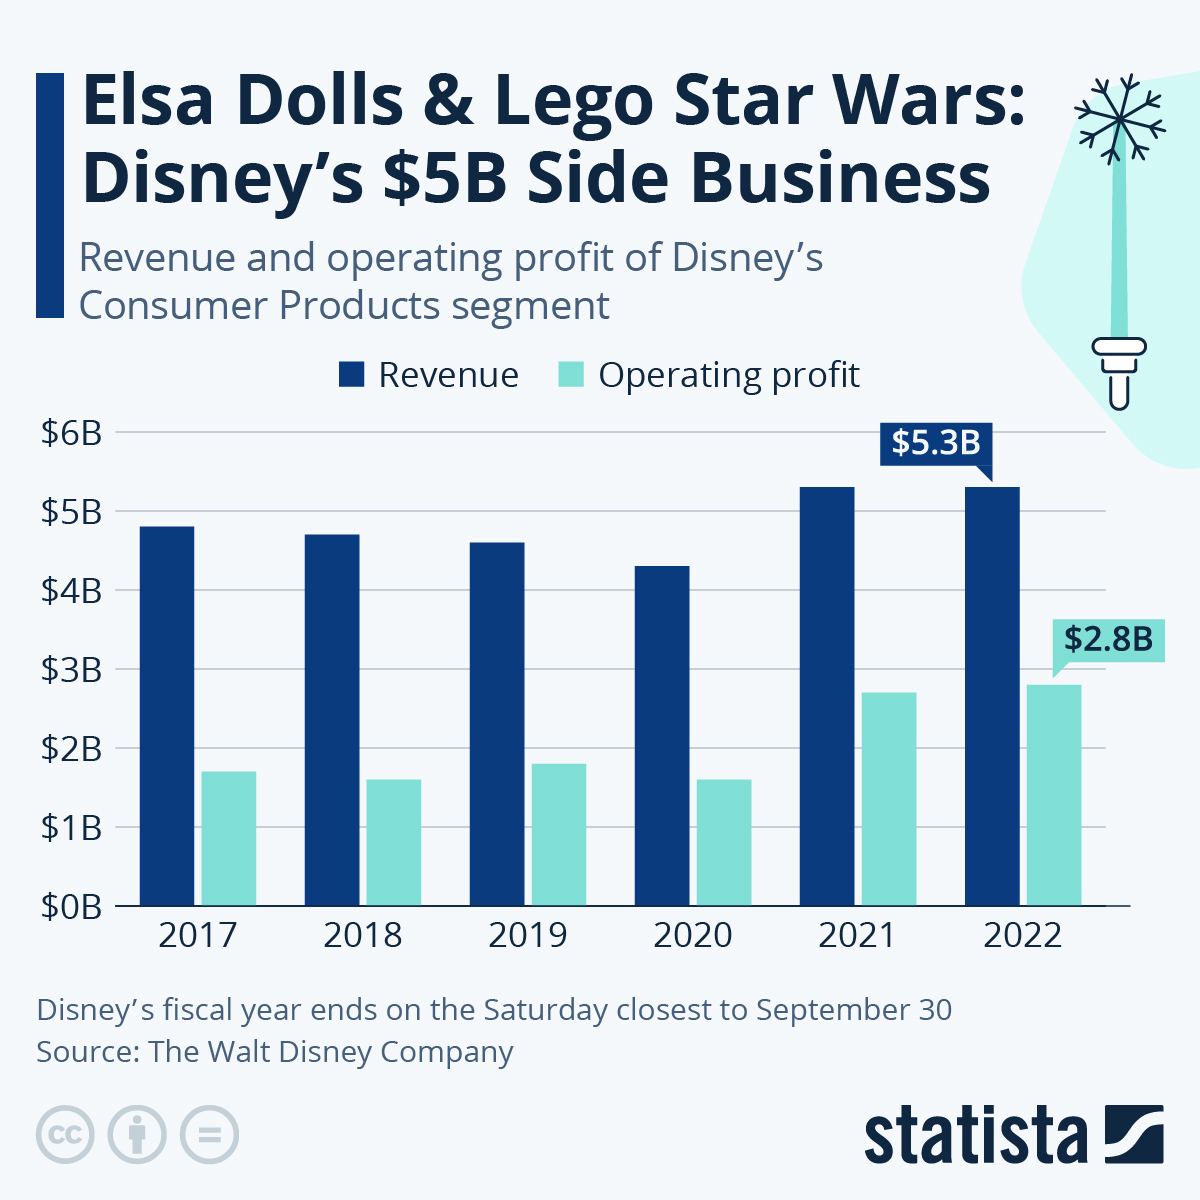 Elsa Dolls & Lego Star Wars:
Disney’s $5B Side Business
Revenue and operating profit of Disney’s
Consumer Products segment
Revenue
Operating profit
$6B
$5B
$4B
$3B
$2B
$1B
$0B
$5.3B
$2.8B
2017 2018 2019 2020 2021 2022
Disney’s fiscal year ends on the Saturday closest to September 30
Source: The Walt Disney Company
cc
statista